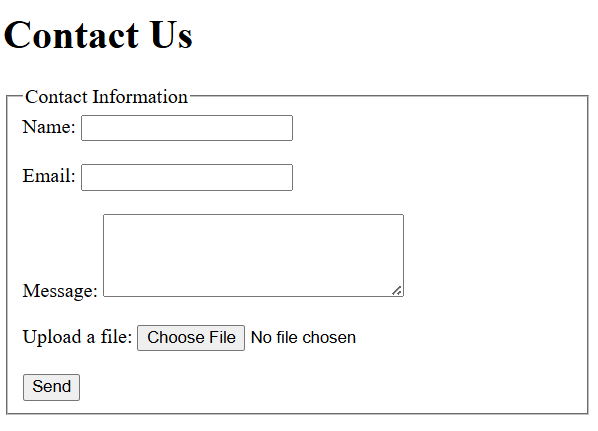 Contact Us
Contact Information
Name:
Email:
Message:
Upload a file: Choose File No file chosen
Send